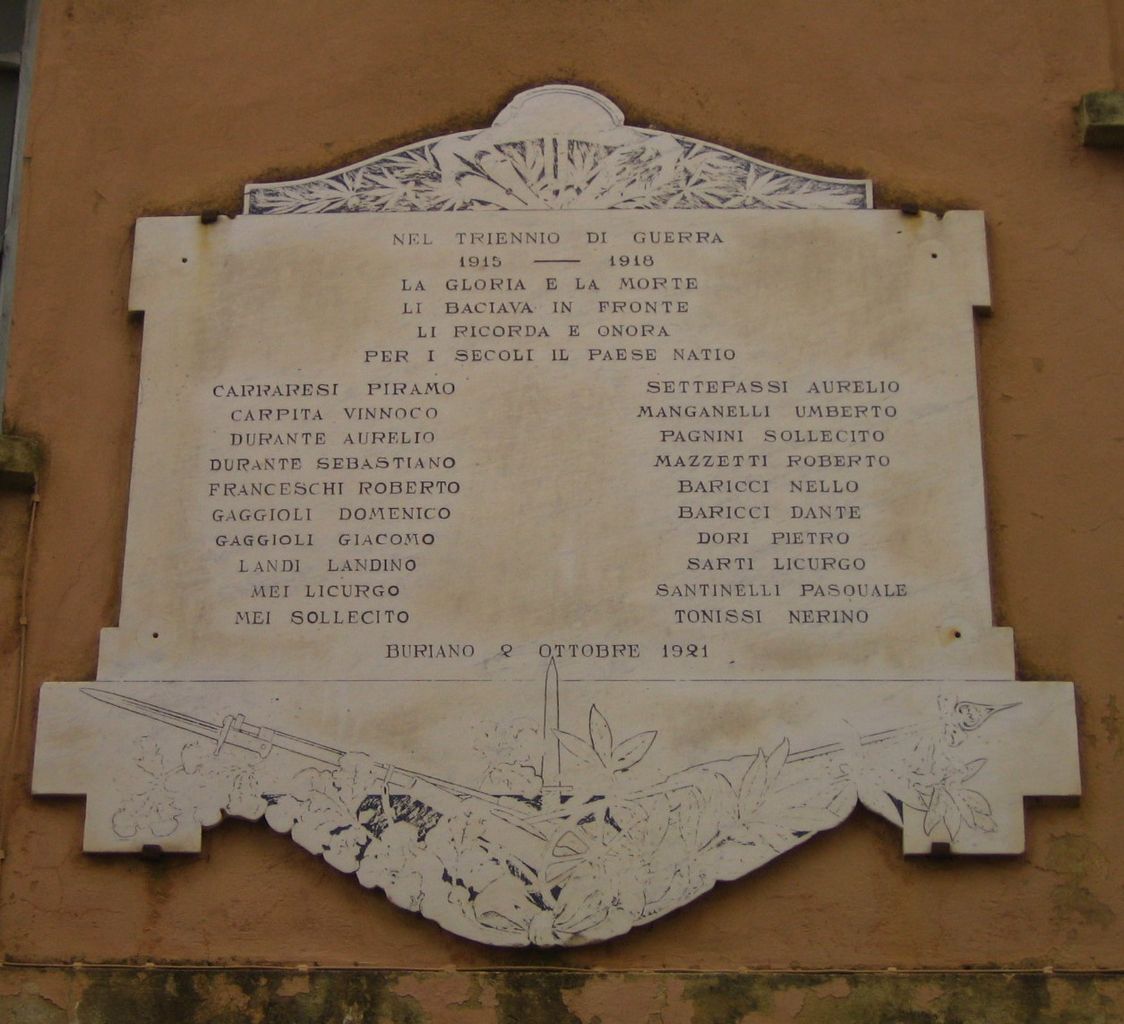 NEL TRIENNIO DI GUERRA
1915 — 1918
LA GLORIA E LA MORTE
LI BACIAVA IN FRONTE
LI RICORDA E ONORA
PER I SECOLI IL PAESE NATIO
CARRARESI PIRAMO
CARPITA VINNOCO
DURANTE AURELIO
DURANTE SEBASTIANO
FRANCESCHI ROBERTO
GAGGIOLI DOMENICO
GAGGIOLI GIACOMO
LANDI LANDINO
MEI LICURGO
MEI SOLLECITO
SETTEPASSI AURELIO
MANGANELLI UMBERTO
PAGNINI SOLLECITO
MAZZETTI ROBERTO
BARICCI NELLO
BARICCI DANTE
DORI PIETRO
SARTI LICURGO
SANTINELLI PASQUALE
TONISSI NERINO
BURIANO 2 OTTOBRE 1921